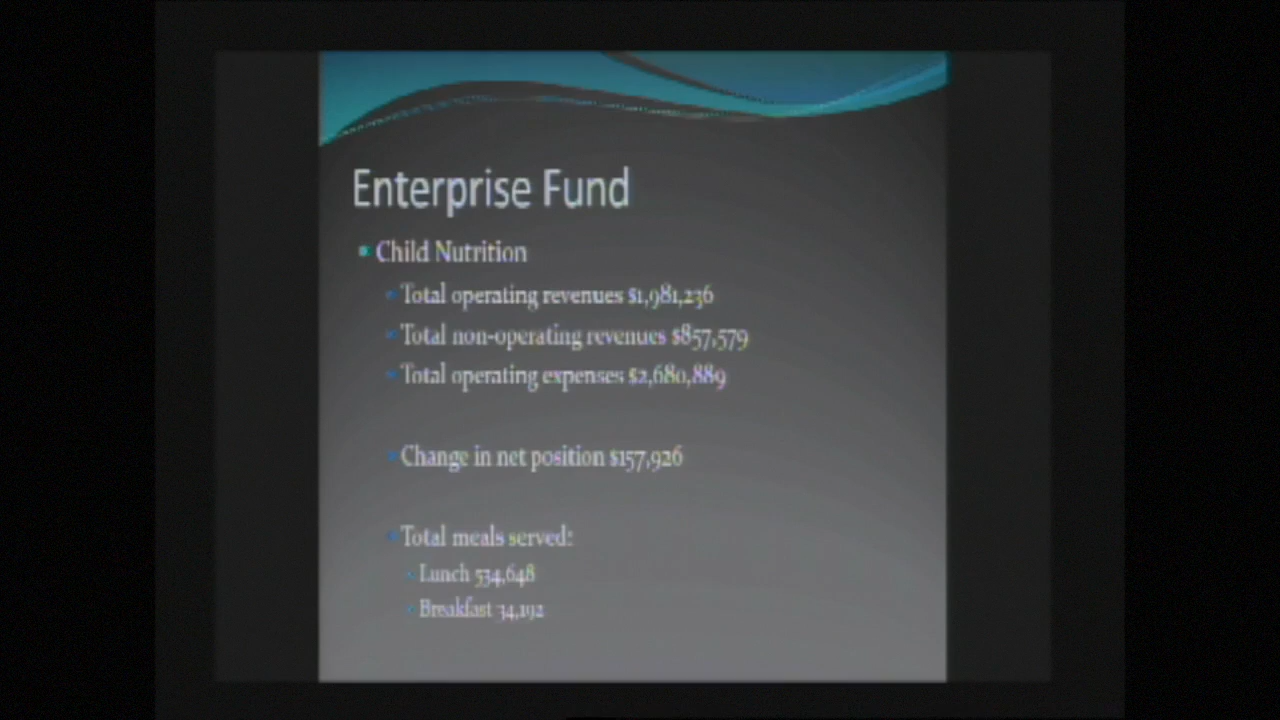 Enterprise Fund
Child Nutrition
Total operating revenues $1,981,236
Total non-operating revenues $857,579
Total operating expenses $2,680,889
Change in net position $157,926
Total meals served:
Lunch 534,648
Breakfast 34,192